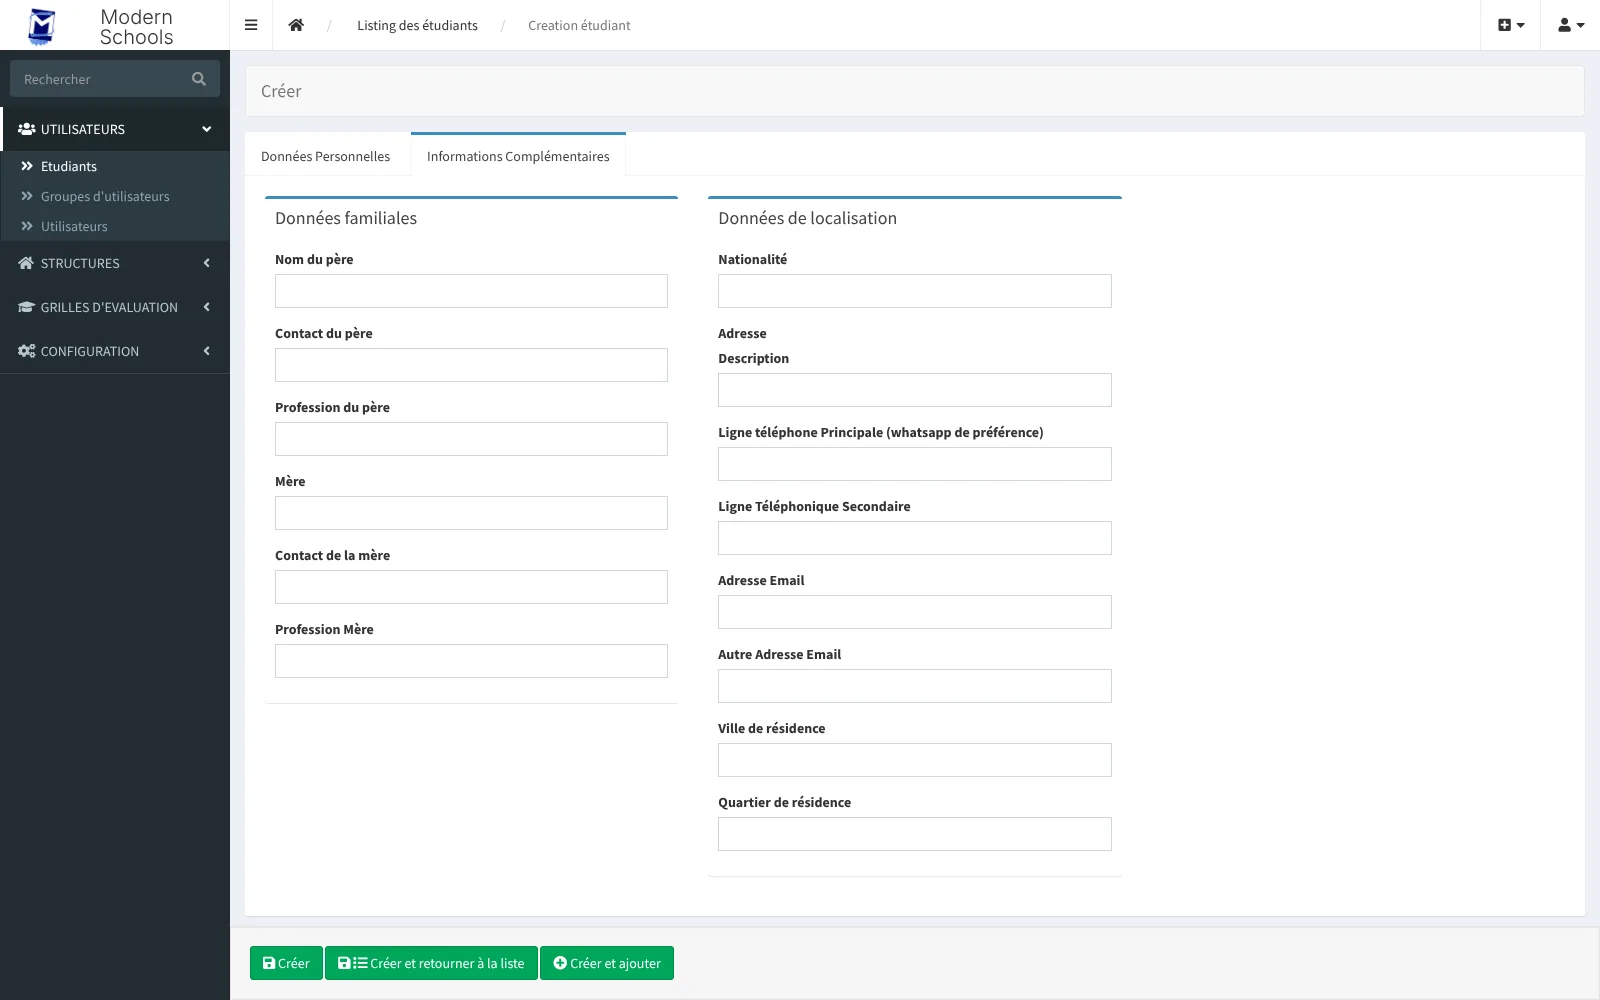 Modern
Schools
Listing des étudiants
Creation étudiant
Rechercher
UTILISATEURS
Etudiants
Groupes d'utilisateurs
Utilisateurs
STRUCTURES
GRILLES D'EVALUATION
CONFIGURATION
Créer
Données Personnelles
Informations Complémentaires
Données familiales
Nom du père
Contact du père
Profession du père
Mère
Contact de la mère
Profession Mère
Données de localisation
Nationalité
Adresse
Description
Ligne téléphone Principale (whatsapp de préférence)
Ligne Téléphonique Secondaire
Adresse Email
Autre Adresse Email
Ville de résidence
Quartier de résidence
Créer
Créer et retourner à la liste
Créer et ajouter